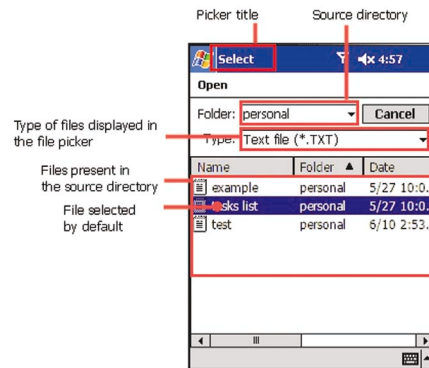 Picker title
Source directory
Select
4:57
Open
Folder: personal
Cancel
Type of files displayed in
the file picker
Type: Text file (*.TXT)
Files present in
the source directory
Name Folder Date
example personal 5/27 10:0.
File selected
by default
tasks list personal 5/27 10:0.
test personal 6/10 2:53.